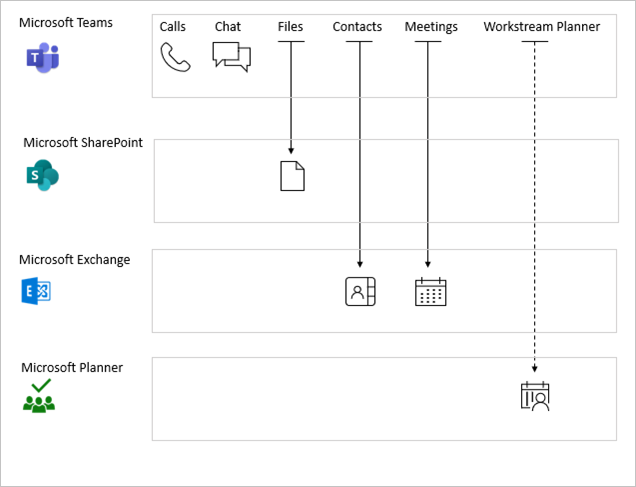 Microsoft Teams
Calls Chat Files Contacts Meetings Workstream Planner
T
Microsoft SharePoint
S
Microsoft Exchange
E
Microsoft Planner